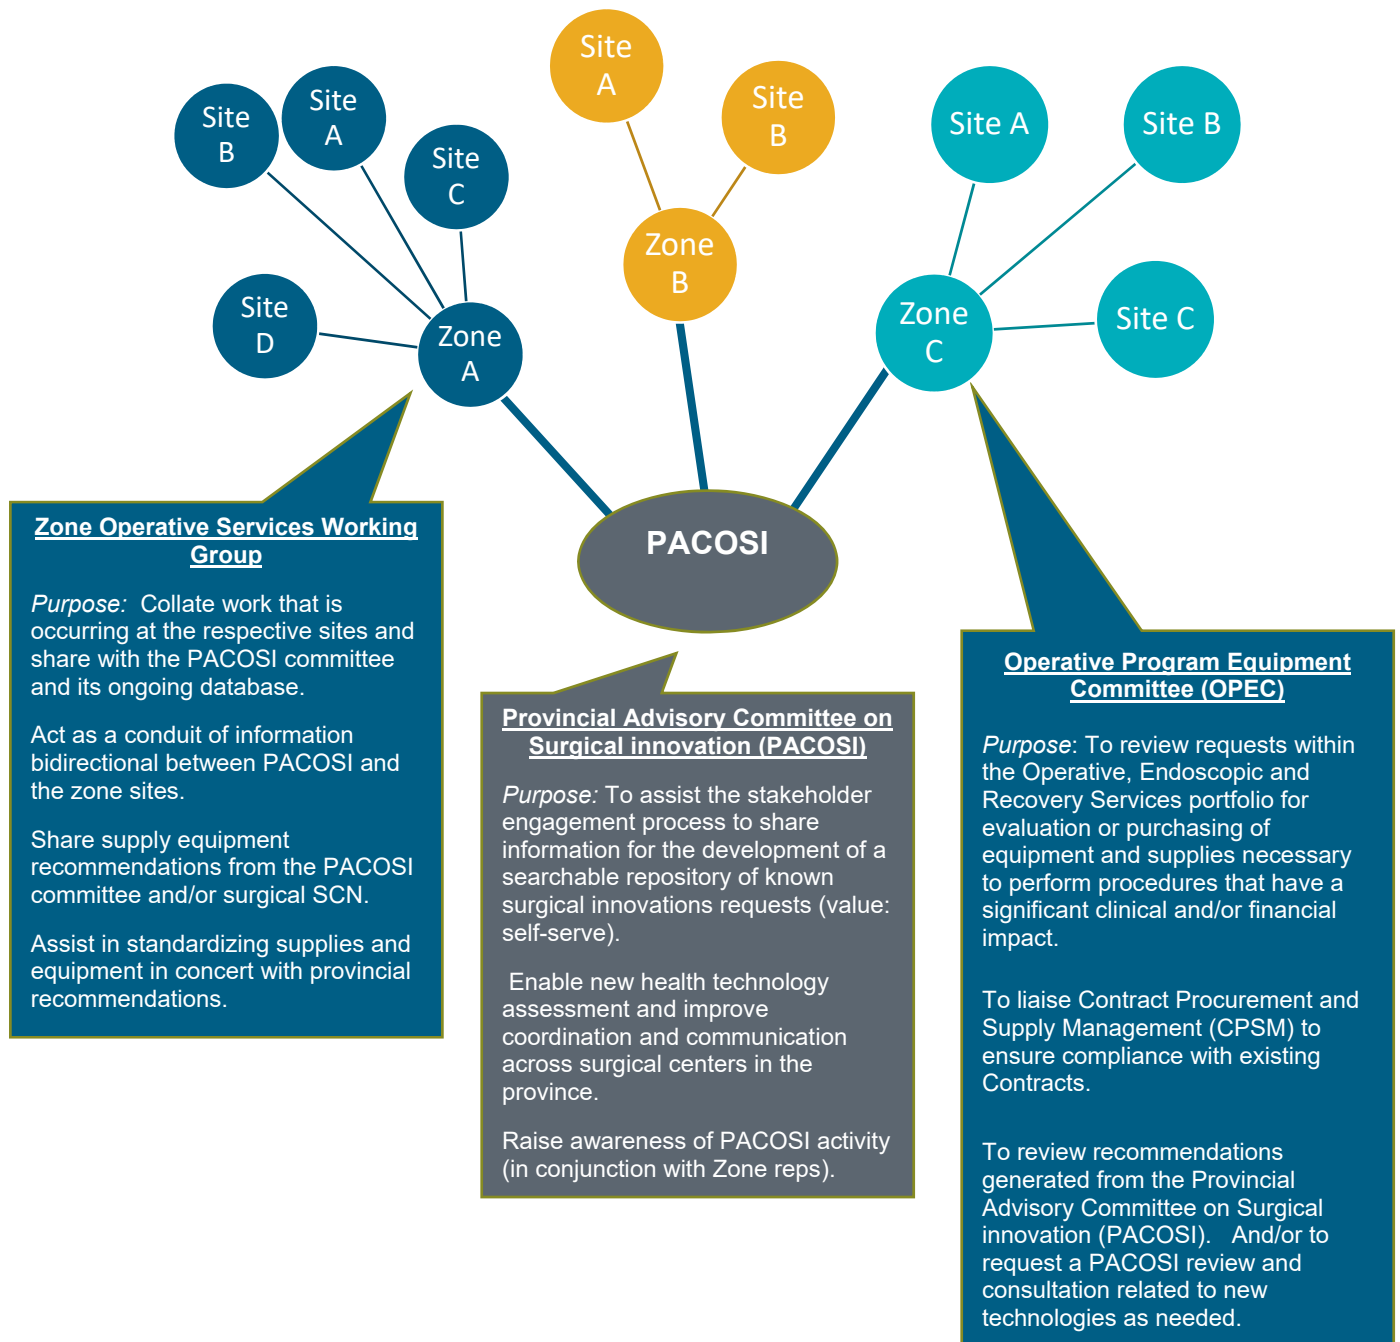 Site
B
Site
A
Site
C
Site
D
Zone
A
Site
A
Site
B
Zone
B
Site A
Site B
Site C
Zone
C
PACOSI
Zone Operative Services Working
Group
Purpose:  Collate work that is
occurring at the respective sites and
share with the PACOSI committee
and its ongoing database.
Act as a conduit of information
bidirectional between PACOSI and
the zone sites.
Share supply equipment
recommendations from the PACOSI
committee and/or surgical SCN.
Assist in standardizing supplies and
equipment in concert with provincial
recommendations.
Provincial Advisory Committee on
Surgical innovation (PACOSI)
Purpose: To assist the stakeholder
engagement process to share
information for the development of a
searchable repository of known
surgical innovations requests (value:
self-serve).
Enable new health technology
assessment and improve
coordination and communication
across surgical centers in the
province.
Raise awareness of PACOSI activity
(in conjunction with Zone reps).
Operative Program Equipment
Committee (OPEC)
Purpose: To review requests within
the Operative, Endoscopic and
Recovery Services portfolio for
evaluation or purchasing of
equipment and supplies necessary
to perform procedures that have a
significant clinical and/or financial
impact.
To liaise Contract Procurement and
Supply Management (CPSM) to
ensure compliance with existing
Contracts.
To review recommendations
generated from the Provincial
Advisory Committee on Surgical
innovation (PACOSI).   And/or to
request a PACOSI review and
consultation related to new
technologies as needed.